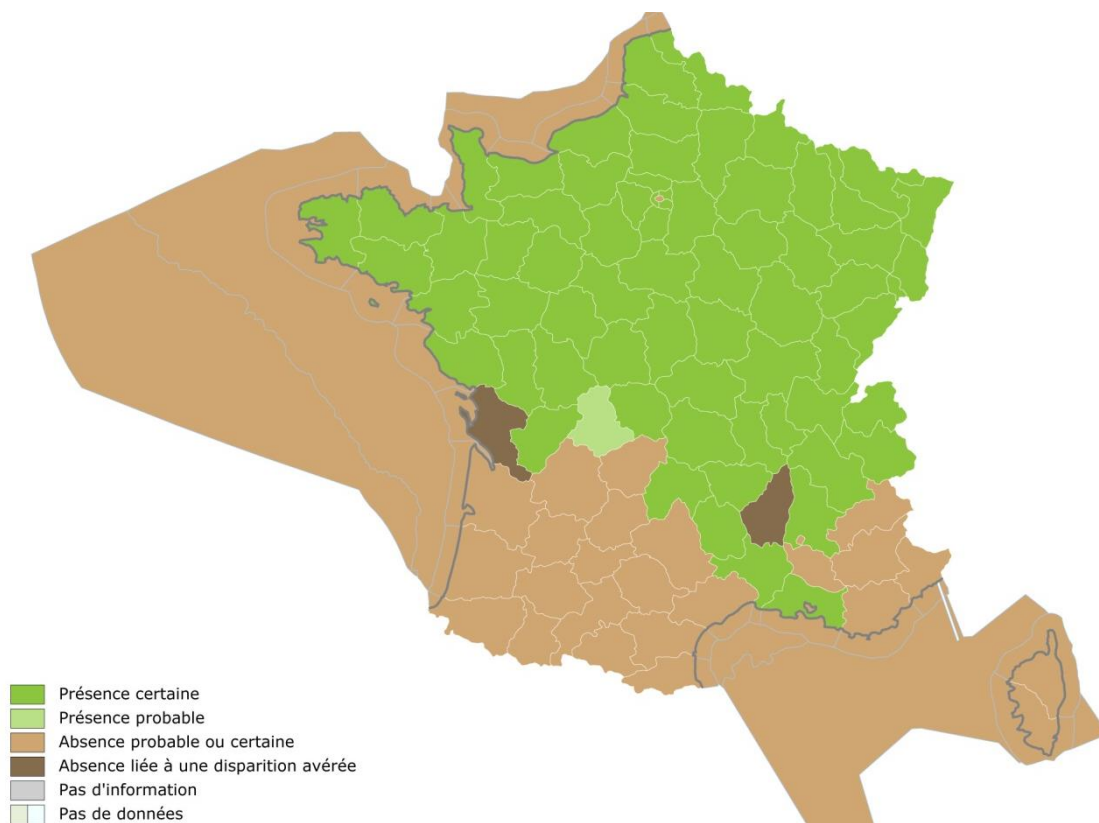 Présence certaine
Présence probable
Absence probable ou certaine
Absence liée à une disparition avérée
Pas d'information
Pas de données